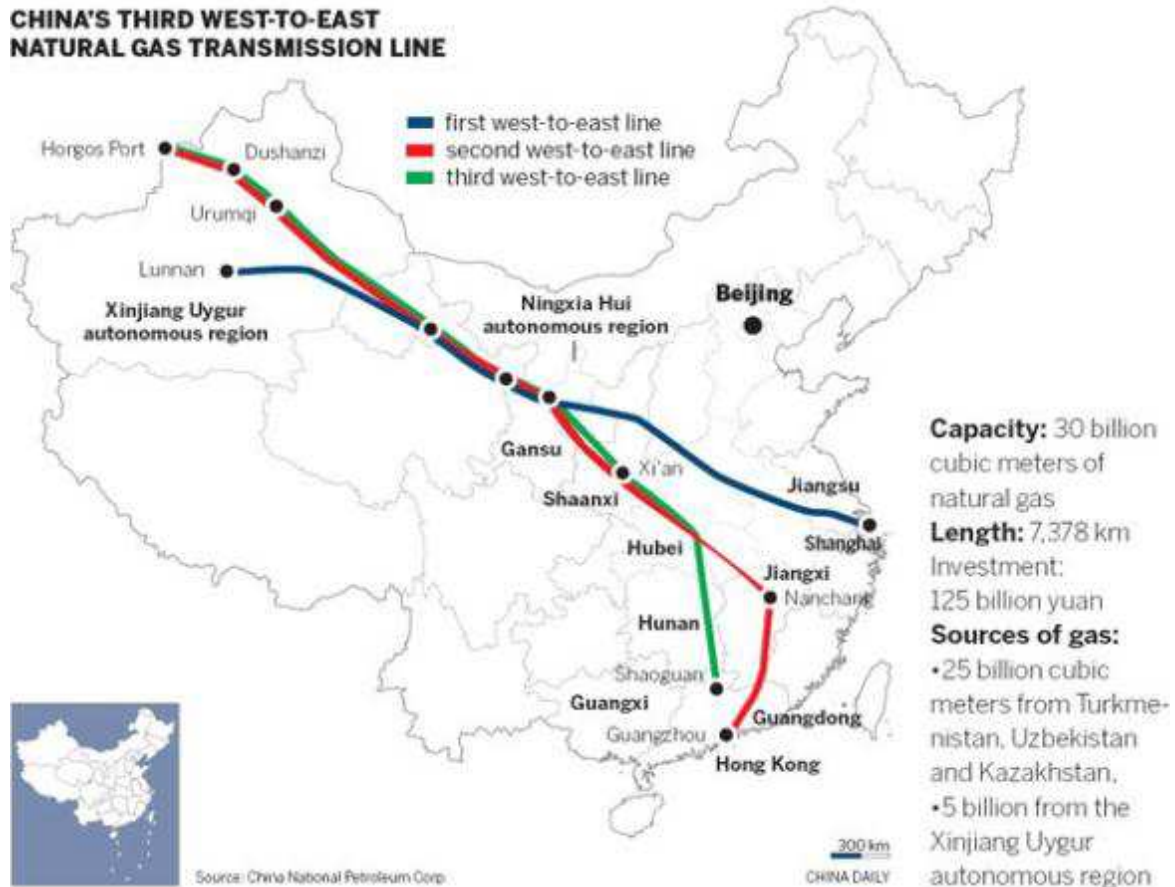 CHINA'S THIRD WEST-TO-EAST
NATURAL GAS TRANSMISSION LINE
first west-to-east line
second west-to-east line
third west-to-east line
Horgos Port
Dushanzi
Urumqi
Lunnan
Xinjiang Uygur
autonomous region
Ningxia Hui
autonomous region
Beijing
Gansu
Xi'an
Shaanxi
Jiangsu
Shanghai
Hubei
Jiangxi
Nanchang
Hunan
Shaoguan
Guangxi
Guangdong
Guangzhou
Hong Kong
Capacity: 30 billion
cubic meters of
natural gas
Length: 7,378 km
Investment:
125 billion yuan
Sources of gas:
•25 billion cubic
meters from Turkme-
nistan, Uzbekistan
and Kazakhstan,
•5 billion from the
Xinjiang Uygur
autonomous region
300 km
Source: China National Petroleum Corp
CHINA DAILY